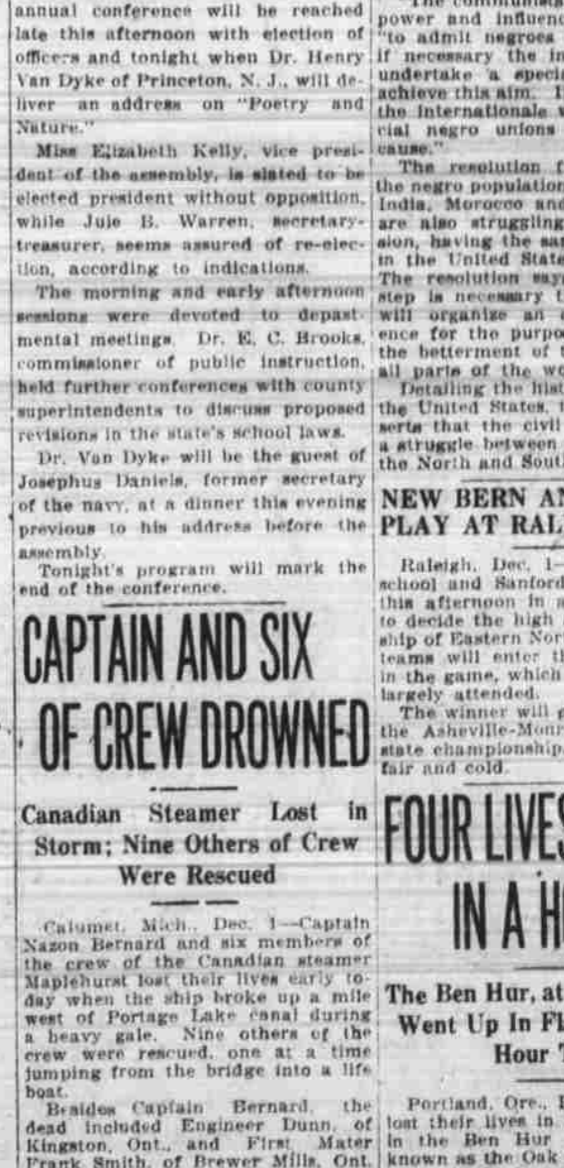 annual conference will be reached
late this afternoon with election of
officers and tonight when Dr. Henry
Van Dyke of Princeton, N. J., will de-
liver an address on "Poetry and
Nature."
Miss Elizabeth Kelly, vice presi-
dent of the assembly, is slated to be
elected president without opposition,
while Jule B. Warren, secretary-
treasurer, seems assured of re-elec-
tion, according to indications.
The morning and early afternoon
sessions were devoted to depast-
mental meetings. Dr. E. C. Brooks,
commissioner of public instruction,
held further conferences with county
superintendents to discuss proposed
revisions in the state's school laws.
Dr. Van Dyke will be the guest of
Josephus Daniels, former secretary
of the navy, at a dinner this evening
previous to his address before the
assembly.
Tonight's program will mark the
end of the conference.
CAPTAIN AND SIX
OF CREW DROWNED
Canadian Steamer Lost in
Storm; Nine Others of Crew
Were Rescued
Calumet, Mich., Dec. 1—Captain
Nazon Bernard and six members of
the crew of the Canadian steamer
Maplehurst lost their lives early to-
day when the ship broke up a mile
west of Portage Lake canal during
a heavy gale. Nine others of the
crew were rescued, one at a time
jumping from the bridge into a life
boat.
Besides Captain Bernard, the
dead included Engineer Dunn, of
Kingston, Ont., and First Mater
Frank Smith, of Brewer Mills, Ont.
The communists
power and influenc
"to admit negroes
if necessary the in
undertake a speci
achieve this aim. I
the internationale w
cial negro unions
cause."
The resolution f
the negro population
India, Morocco and
are also struggling
sion, having the sa
in the United State
The resolution say
step is necessary t
will organize an
ence for the purpo
the betterment of t
all parts of the wo
Detailing the hist
the United States, t
serts that the civil
a struggle between
the North and Sout
NEW BERN AN
PLAY AT RAL
Raleigh, Dec. 1—
school and Sanford
this afternoon in a
to decide the high
ship of Eastern Nor
teams will enter th
in the game, which
largely attended.
The winner will p
the Asheville-Monr
state championship.
fair and cold.
FOUR LIVES
IN A H
The Ben Hur, at
Went Up In Fl
Hour T
Portland, Ore., D
lost their lives in
in the Ben Hur
known as the Oak